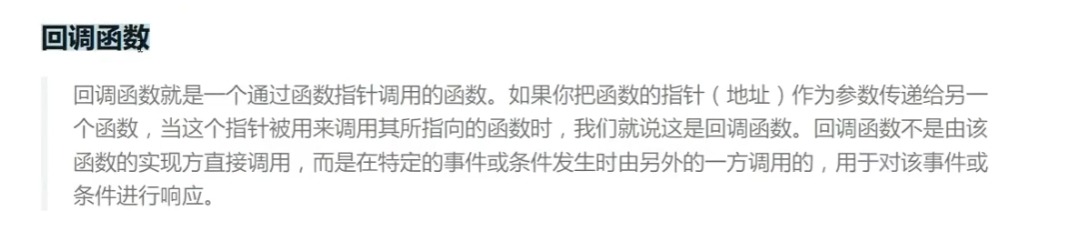 回调函数
回调函数就是一个通过函数指针调用的函数。如果你把函数的指针（地址）作为参数传递给另一
个函数，当这个指针被用来调用其所指向的函数时，我们就说这是回调函数。回调函数不是由该
函数的实现方直接调用，而是在特定的事件或条件发生时由另外的一方调用的，用于对该事件或
条件进行响应。